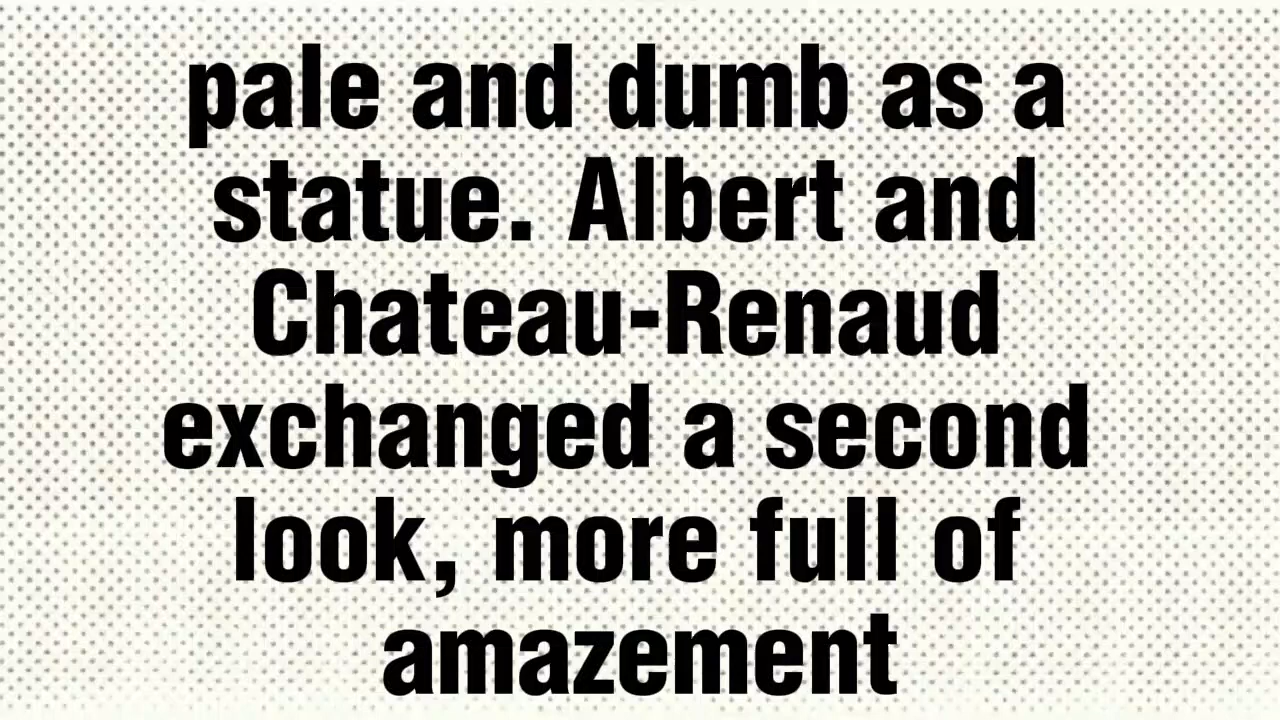 pale and dumb as a
statue. Albert and
Chateau-Renaud
exchanged a second
look, more full of
amazement